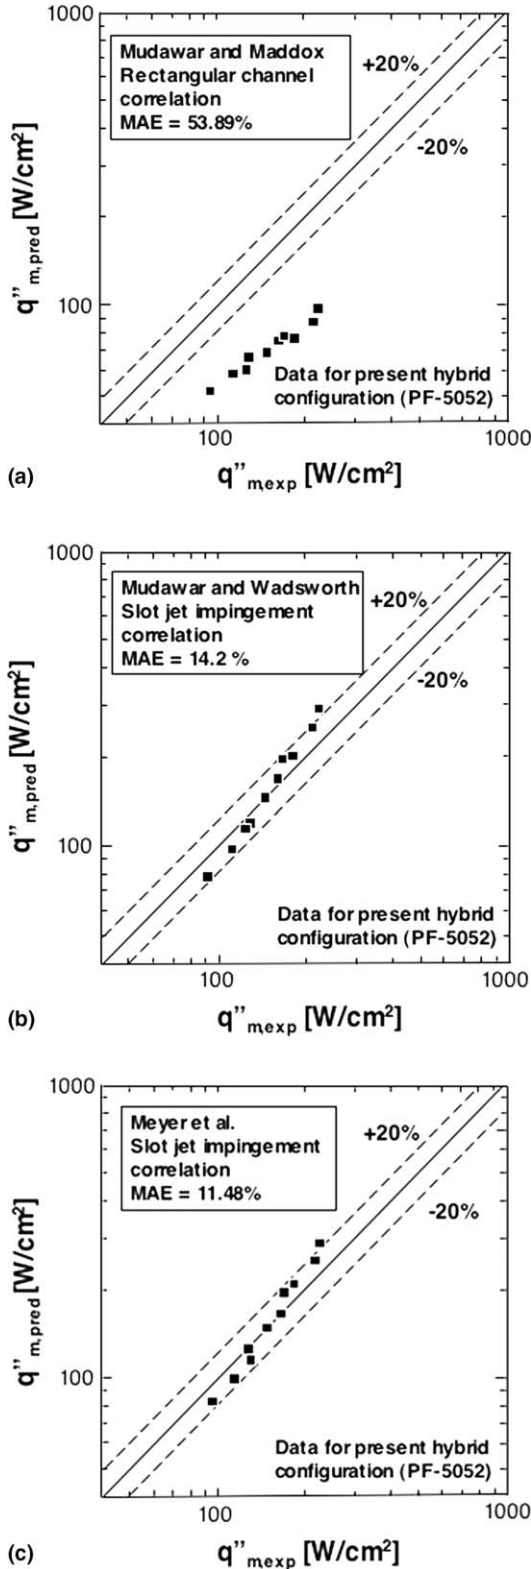 1000
Mudawar and Maddox
Rectangular channel
correlation
MAE = 53.89%
+20%
-20%
q"m,pred [W/cm²]
100
Data for present hybrid
configuration (PF-5052)
100
1000
(a)
q"m,exp [W/cm²]
1000
Mudawar and Wadsworth
Slot jet impingement
correlation
MAE = 14.2 %
+20%
-20%
q"m,pred [W/cm²]
100
Data for present hybrid
configuration (PF-5052)
100
1000
(b)
q"m,exp [W/cm²]
1000
Meyer et al.
Slot jet impingement
correlation
MAE = 11.48%
+20%
-20%
q"m,pred [W/cm²]
100
Data for present hybrid
configuration (PF-5052)
100
1000
(c)
q"m,exp [W/cm²]